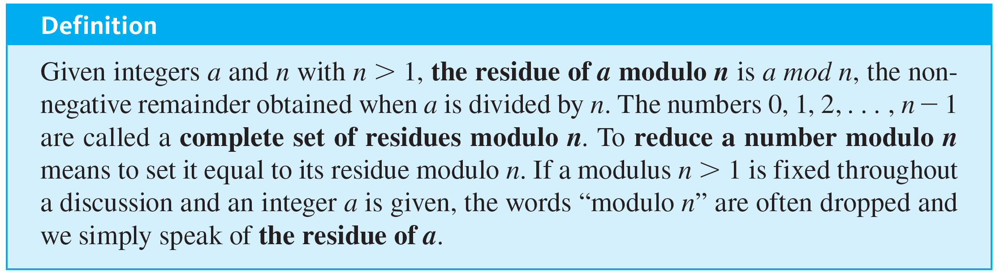 Definition
Given integers a and n with n > 1, the residue of a modulo n is a mod n, the non-
negative remainder obtained when a is divided by n. The numbers 0, 1, 2, . . . , n − 1
are called a complete set of residues modulo n. To reduce a number modulo n
means to set it equal to its residue modulo n. If a modulus n > 1 is fixed throughout
a discussion and an integer a is given, the words “modulo n” are often dropped and
we simply speak of the residue of a.